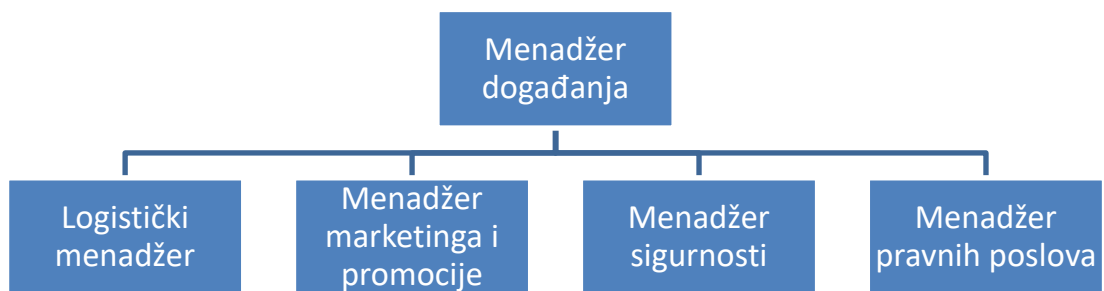 Menadžer
događanja
Logistički
menadžer
Menadžer
marketinga i
promocije
Menadžer
sigurnosti
Menadžer
pravnih poslova